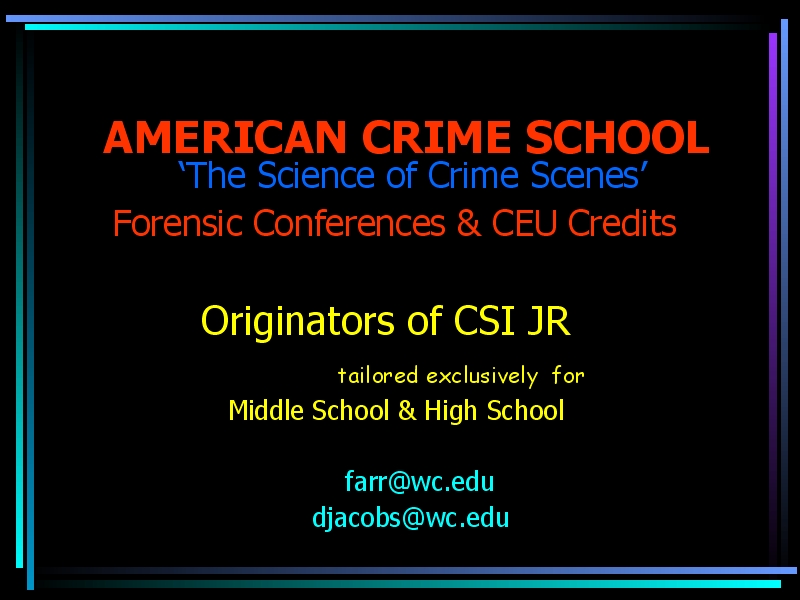 AMERICAN CRIME SCHOOL
‘The Science of Crime Scenes’
Forensic Conferences & CEU Credits
Originators of CSI JR
tailored exclusively for
Middle School & High School
farr@wc.edu
djacobs@wc.edu